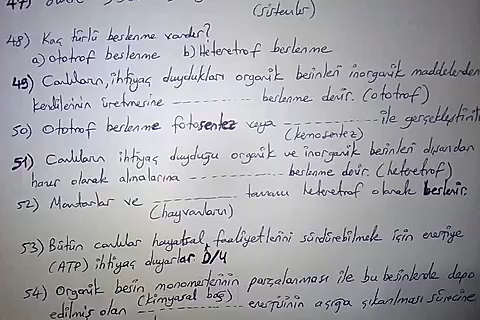 (sistemler)
48) Kaç türlü beslenme vardır?
a) ototrof beslenme b) Heteretrof beslenme
49) Canlıların, ihtiyaç duydukları organik besinleri inorganik maddelerden
kendilerinin üretmesine ---------- beslenme denir. (ototrof)
50) Ototrof beslenme fotosentez veya ---------- ile gerçekleştirili
(kemosentez)
51) Canlıların ihtiyaç duyduğu organik ve inorganik besinleri dışarıdan
hazır olarak almalarına ---------- beslenme denir. (heteretrof)
52) Mantarlar ve ---------- tamamı heteretrof olarak beslenir.
(hayvanların)
53) Bütün canlılar hayatsal faaliyetlerini sürdürebilmek için enerjiye
(ATP) ihtiyaç duyarlar D/Y
54) Organik besin monomerlerinin parçalanması ile bu besinlerde depo
edilmiş olan (kimyasal bağ) enerjisinin açığa çıkarılması sürecine